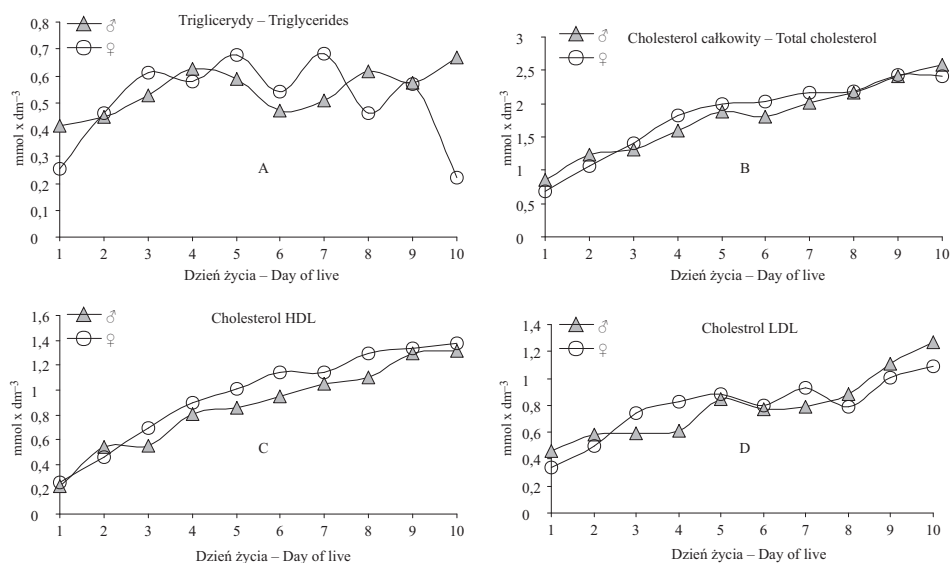 Triglicerydy – Triglycerides
♂
♀
mmol x dm–3
0,8
0,7
0,6
0,5
0,4
0,3
0,2
0,1
0
A
1 2 3 4 5 6 7 8 9 10
Dzień życia – Day of live
Cholesterol całkowity – Total cholesterol
♂
♀
mmol x dm–3
3
2,5
2
1,5
1
0,5
0
B
1 2 3 4 5 6 7 8 9 10
Dzień życia – Day of live
Cholesterol HDL
♂
♀
mmol x dm–3
1,6
1,4
1,2
1,0
0,8
0,6
0,4
0,2
0
C
1 2 3 4 5 6 7 8 9 10
Dzień życia – Day of live
Cholestrol LDL
♂
♀
mmol x dm–3
1,4
1,2
1,0
0,8
0,6
0,4
0,2
0
D
1 2 3 4 5 6 7 8 9 10
Dzień życia – Day of live